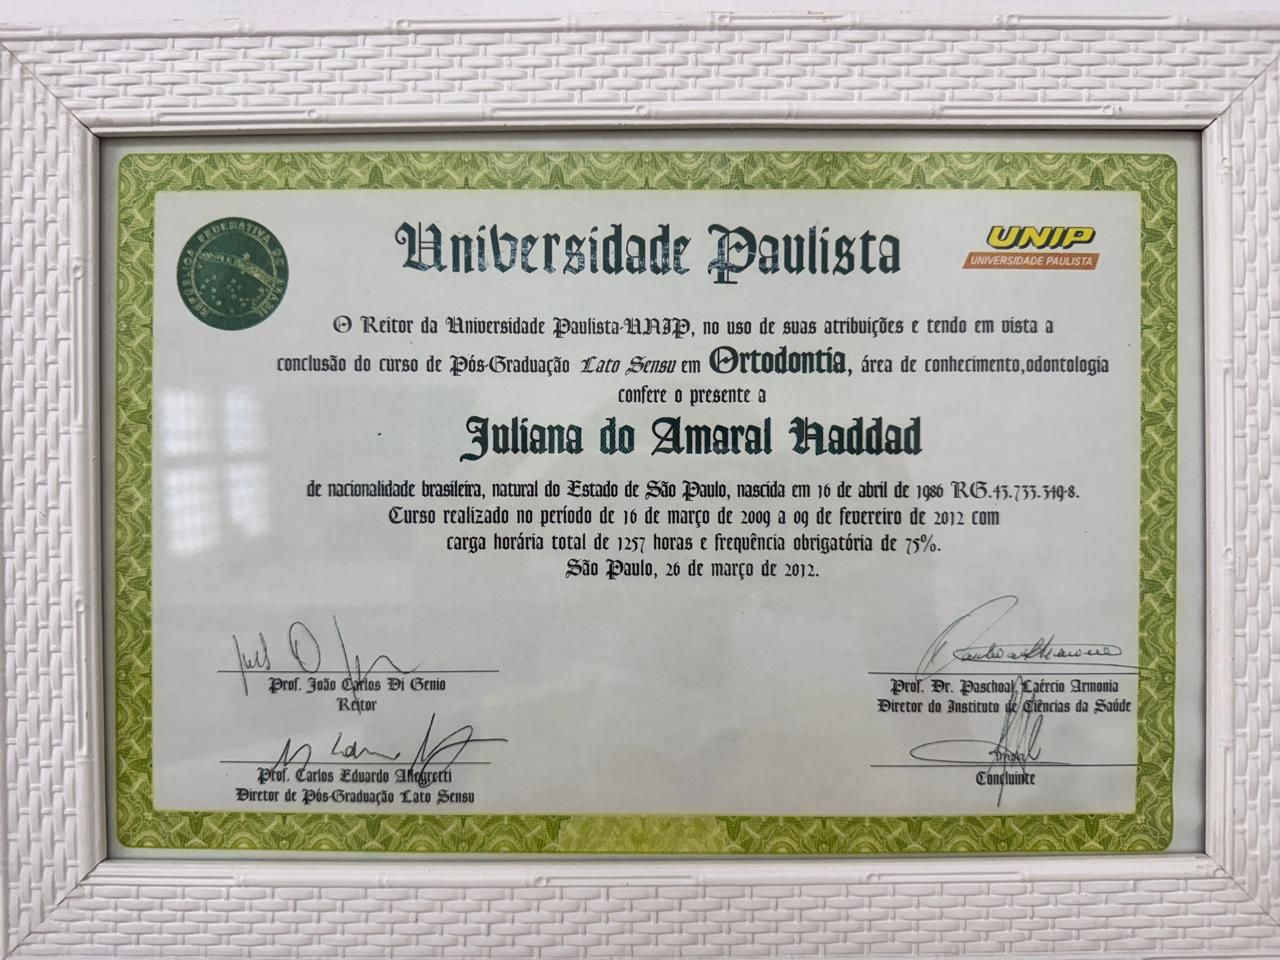 REPÚBLICA FEDERATIVA DO BRASIL
Universidade Paulista
UNIP
UNIVERSIDADE PAULISTA
O Reitor da Universidade Paulista-UNIP, no uso de suas atribuições e tendo em vista a
conclusão do curso de Pós-Graduação Lato Sensu em Ortodontia, área de conhecimento,odontologia
confere o presente a
Juliana do Amaral Haddad
de nacionalidade brasileira, natural do Estado de São Paulo, nascida em 16 de abril de 1986 RG.43.733.349-8.
Curso realizado no período de 16 de março de 2009 a 09 de fevereiro de 2012 com
carga horária total de 1257 horas e frequência obrigatória de 75%.
São Paulo, 26 de março de 2012.
Prof. João Carlos Di Genio
Reitor
Prof. Dr. Paschoal Laércio Armonia
Diretor do Instituto de Ciências da Saúde
Prof. Carlos Eduardo Allegretti
Diretor de Pós-Graduação Lato Sensu
Concluinte